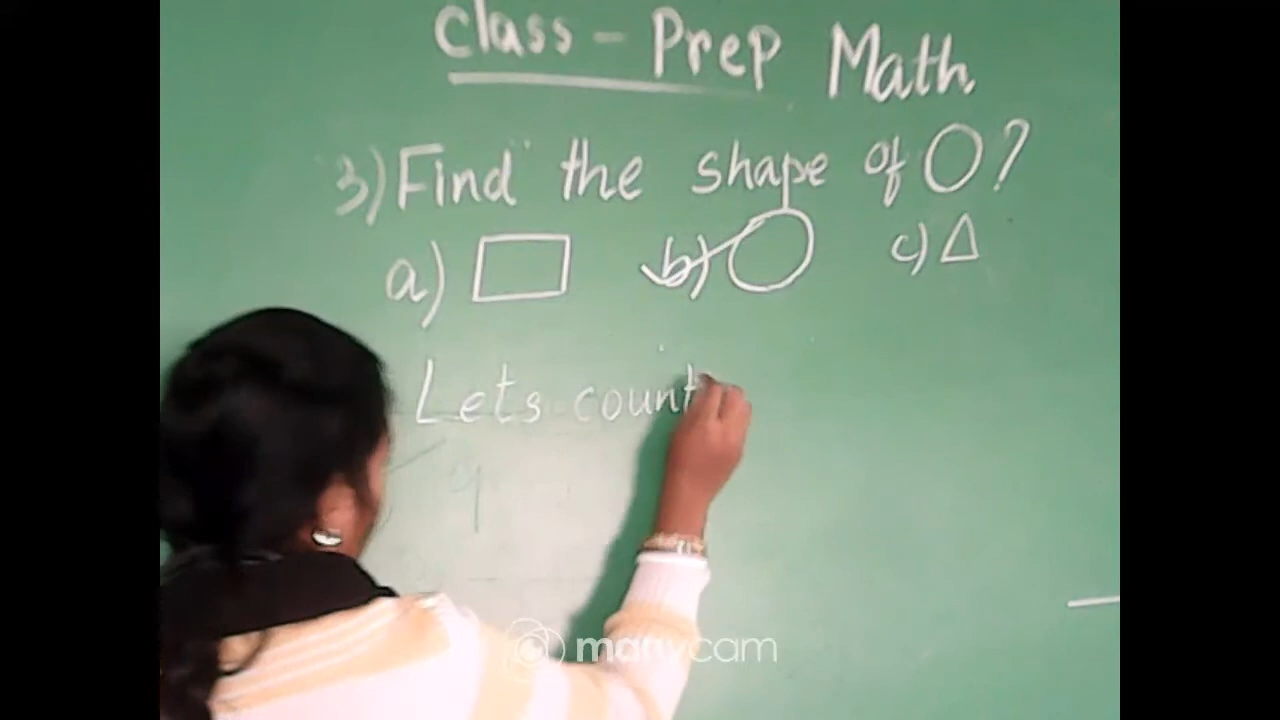 Class - Prep Math
3) Find the shape of ○?
a) □ b) ○ c) △
Lets count
manycam